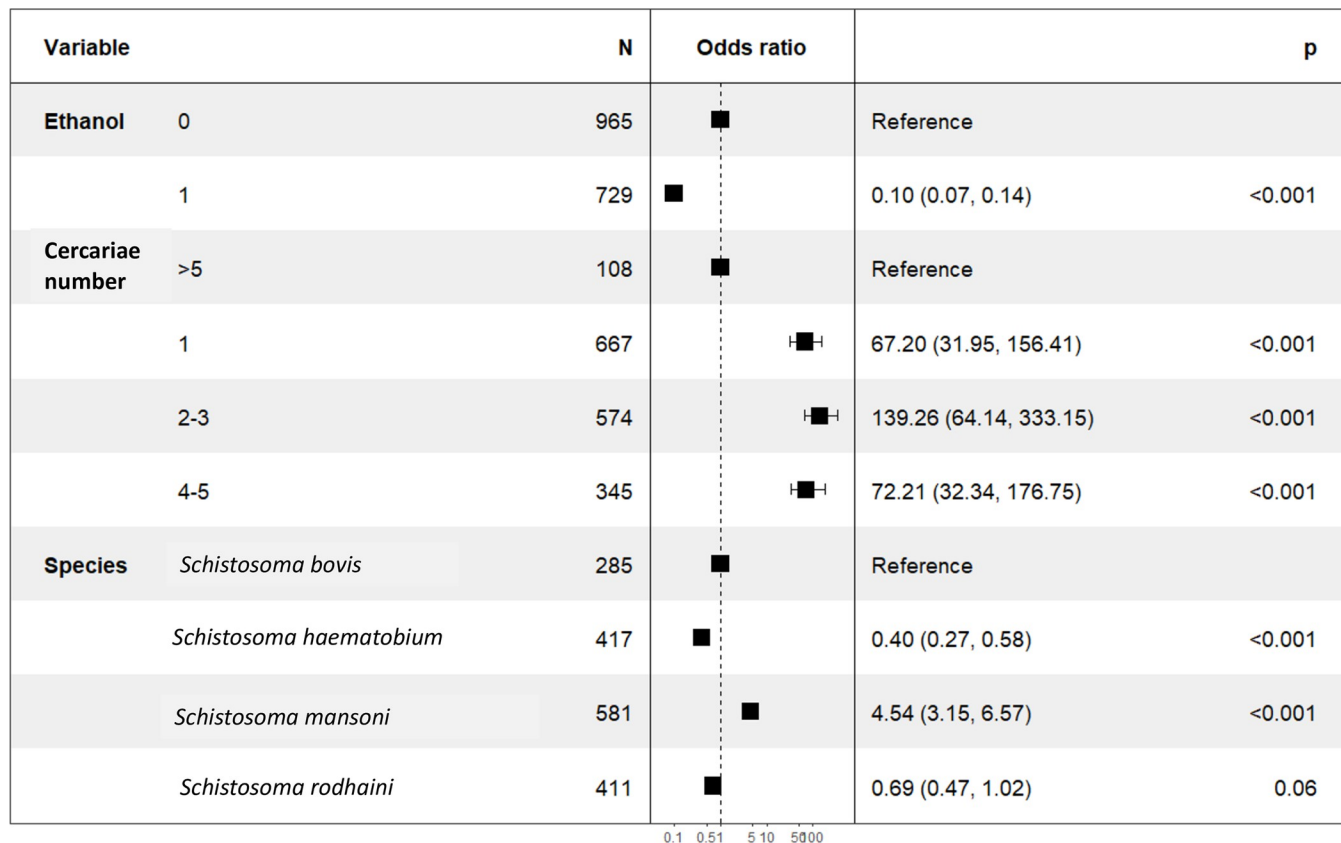 Variable N Odds ratio p
Ethanol 0 965 Reference
1 729 0.10 (0.07, 0.14) <0.001
Cercariae
number >5 108 Reference
1 667 67.20 (31.95, 156.41) <0.001
2-3 574 139.26 (64.14, 333.15) <0.001
4-5 345 72.21 (32.34, 176.75) <0.001
Species Schistosoma bovis 285 Reference
Schistosoma haematobium 417 0.40 (0.27, 0.58) <0.001
Schistosoma mansoni 581 4.54 (3.15, 6.57) <0.001
Schistosoma rodhaini 411 0.69 (0.47, 1.02) 0.06
0.1 0.5 1 5 10 50 100